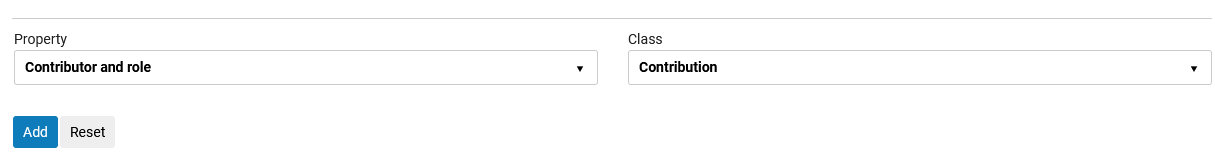 Property
Class
Contributor and role
Contribution
Add
Reset